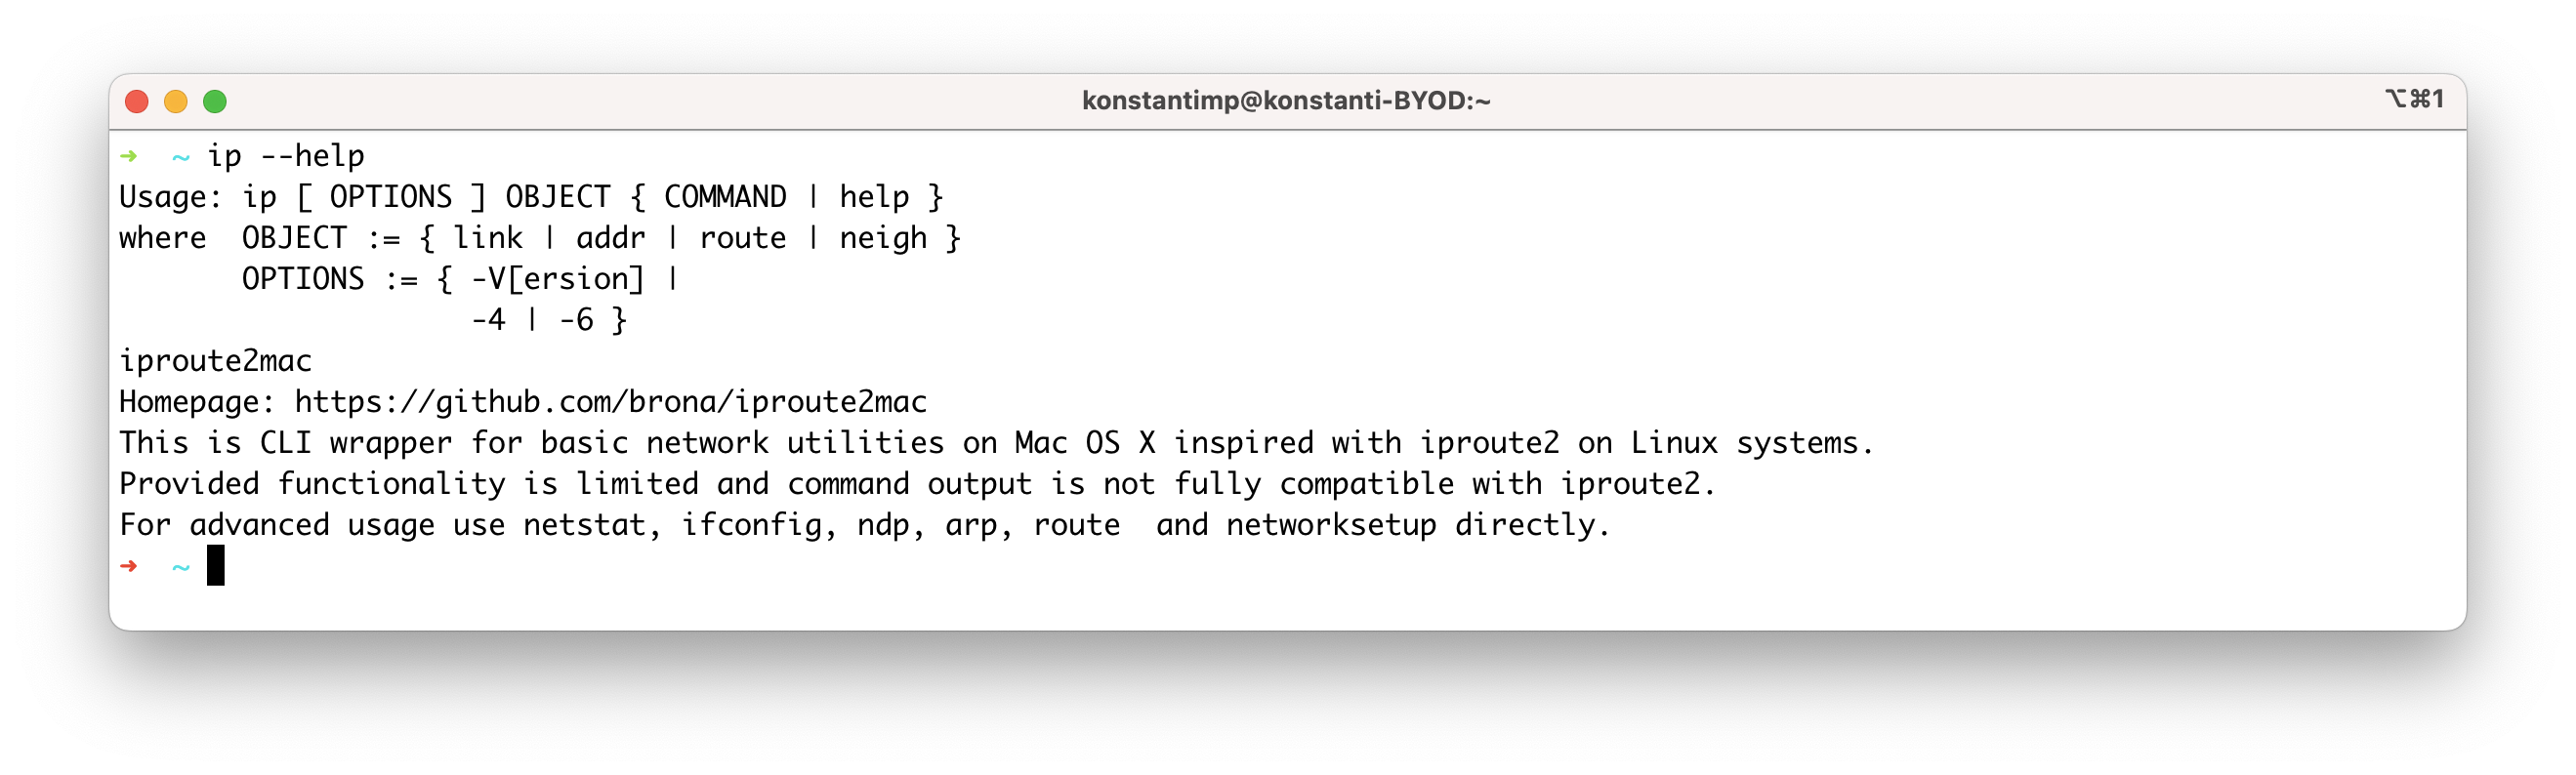 konstantimp@konstanti-BYOD:~ ⌥⌘1
➜  ~ ip --help
Usage: ip [ OPTIONS ] OBJECT { COMMAND | help }
where  OBJECT := { link | addr | route | neigh }
       OPTIONS := { -V[ersion] |
                    -4 | -6 }
iproute2mac
Homepage: https://github.com/brona/iproute2mac
This is CLI wrapper for basic network utilities on Mac OS X inspired with iproute2 on Linux systems.
Provided functionality is limited and command output is not fully compatible with iproute2.
For advanced usage use netstat, ifconfig, ndp, arp, route  and networksetup directly.
➜  ~